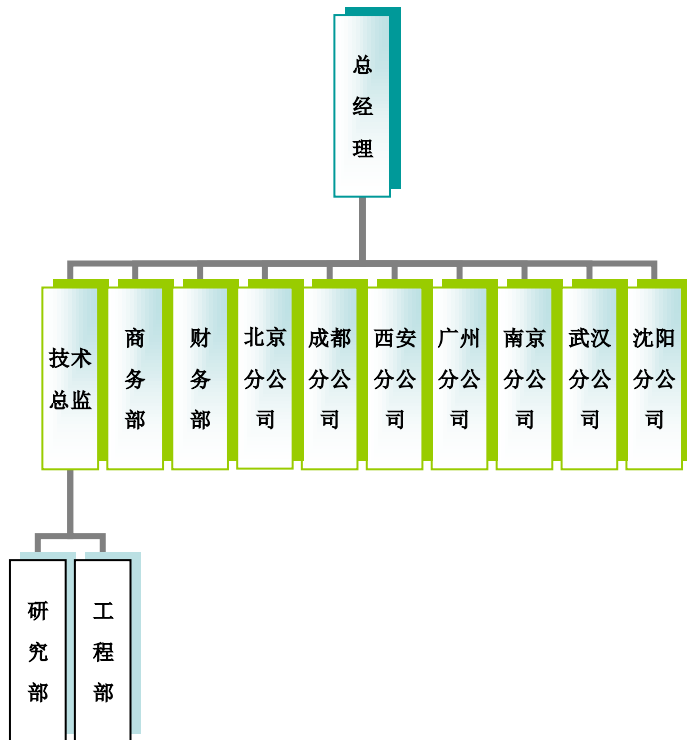 总
经
理
技术
总监
商
务
部
财
务
部
北京
分公
司
成都
分公
司
西安
分公
司
广州
分公
司
南京
分公
司
武汉
分公
司
沈阳
分公
司
研
究
部
工
程
部